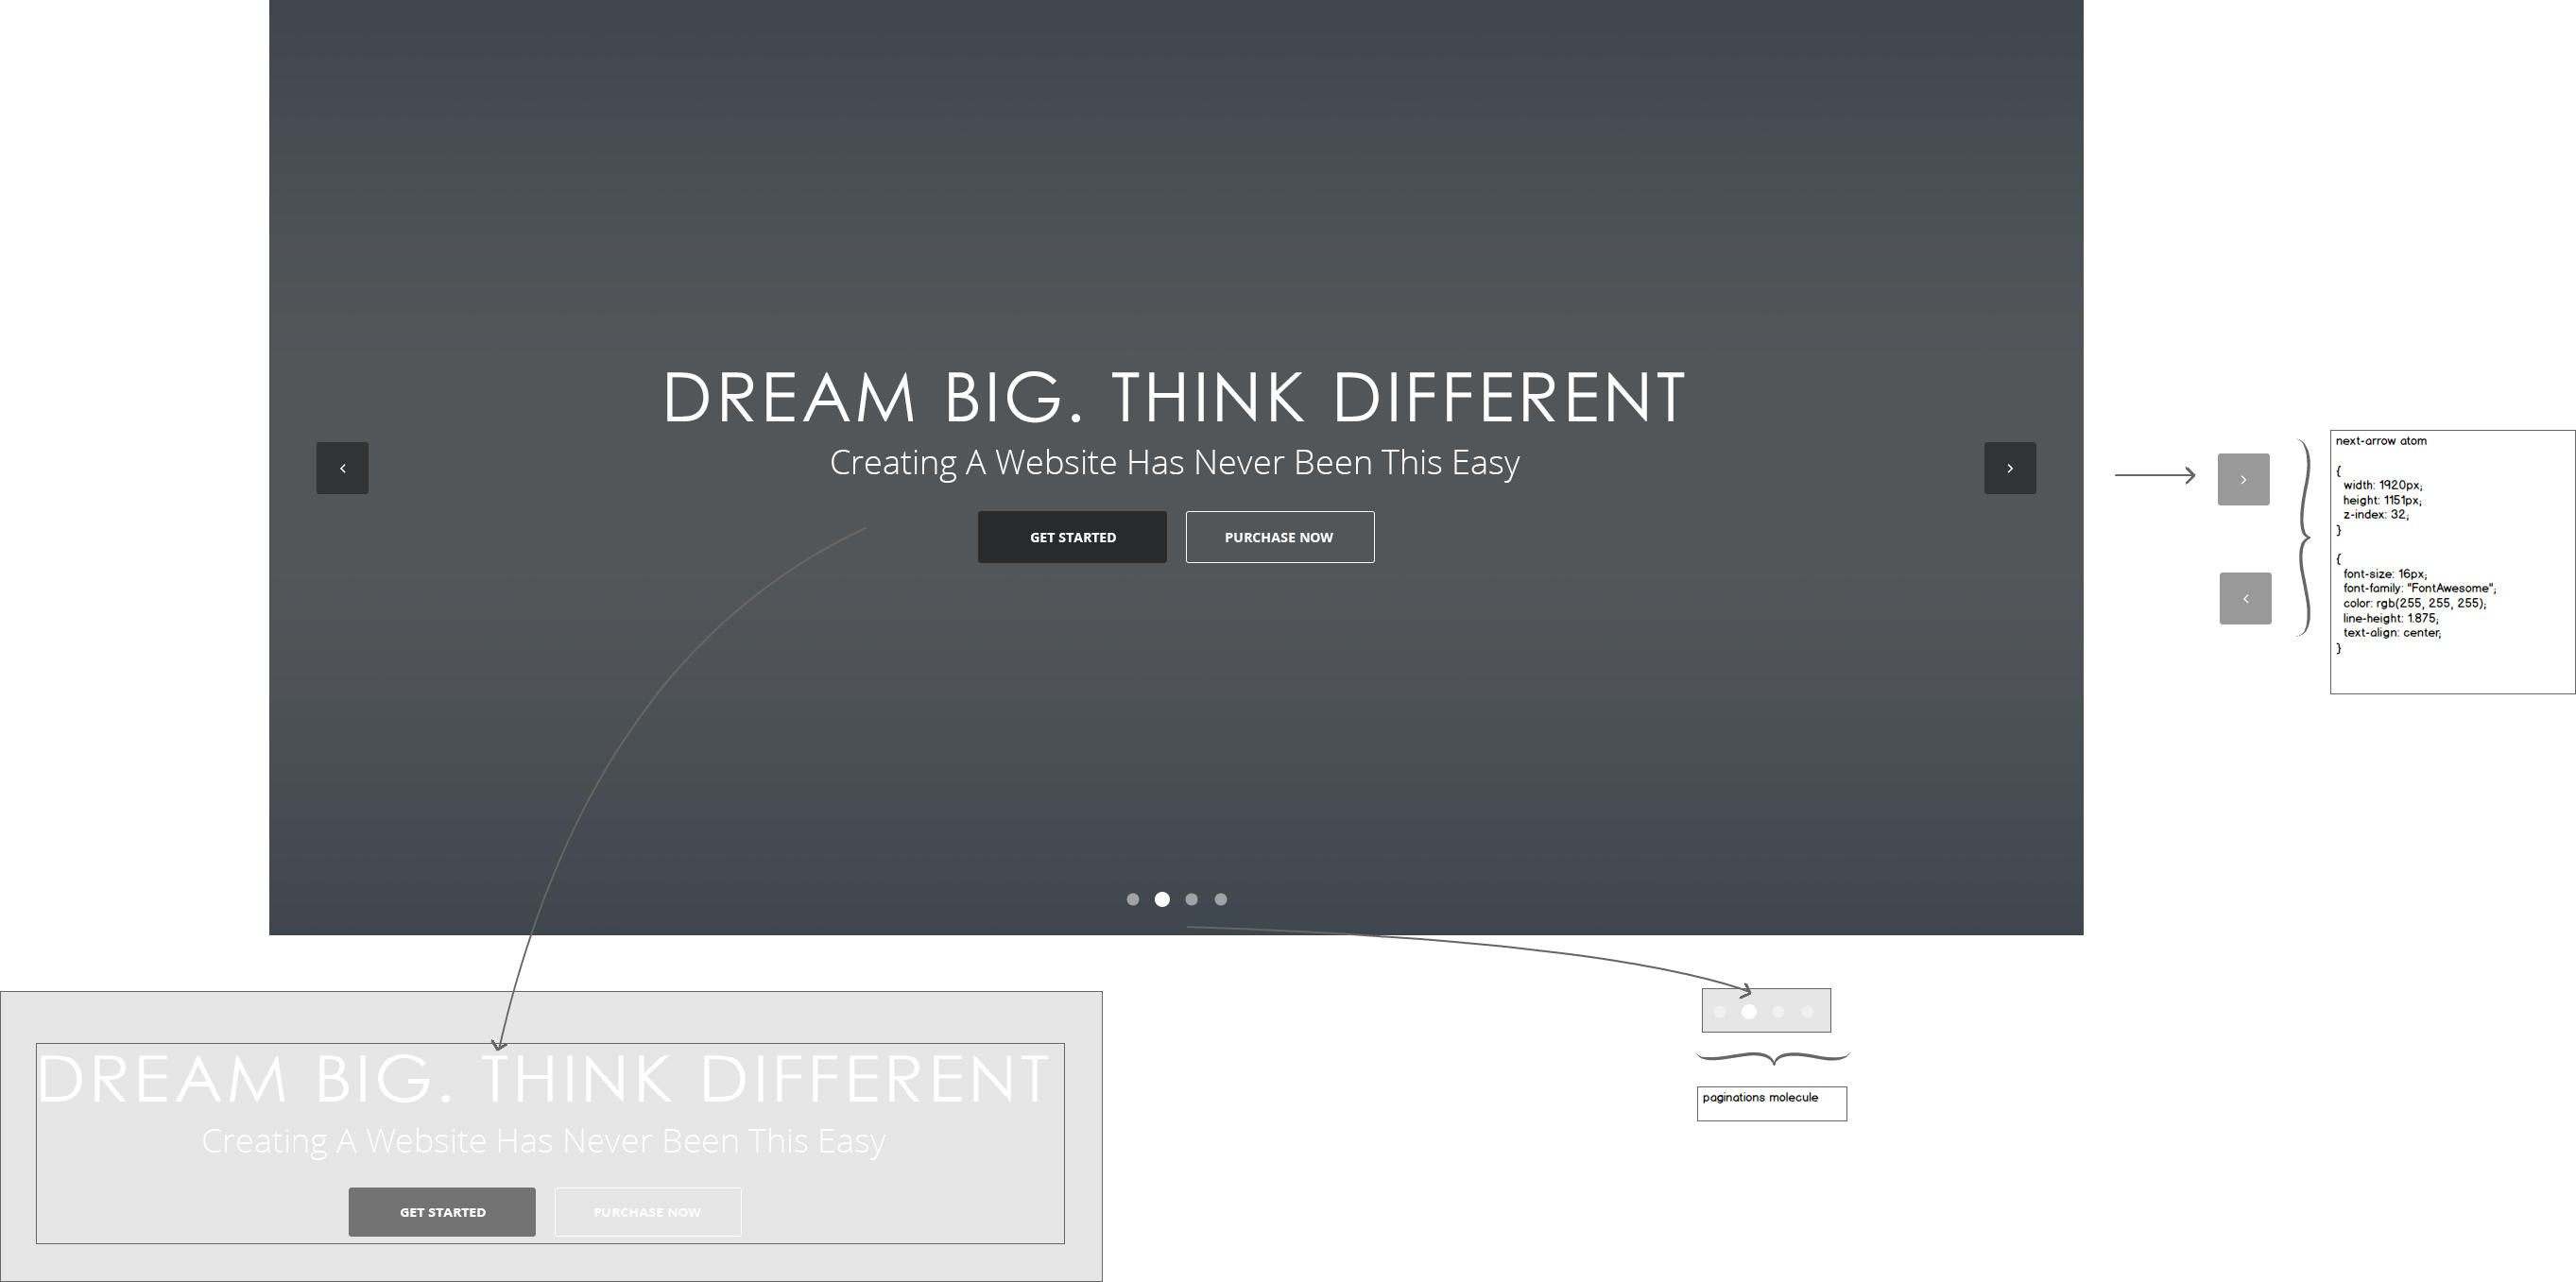 DREAM BIG. THINK DIFFERENT
Creating A Website Has Never Been This Easy
GET STARTED
PURCHASE NOW
next-arrow atom
{
width: 1920px;
height: 1151px;
z-index: 32;
}
{
font-size: 16px;
font-family: "FontAwesome";
color: rgb(255, 255, 255);
line-height: 1.875;
text-align: center;
}
DREAM BIG. THINK DIFFERENT
Creating A Website Has Never Been This Easy
GET STARTED
PURCHASE NOW
paginations molecule